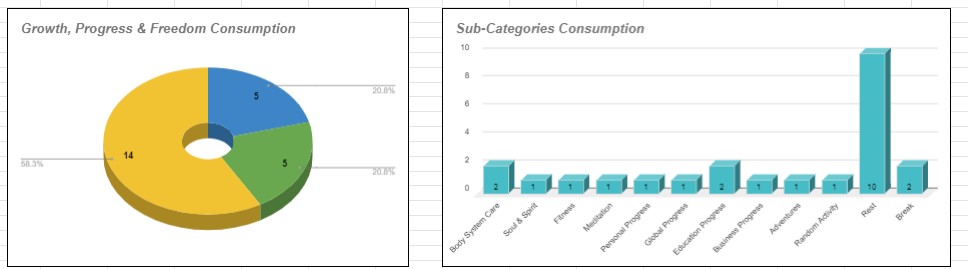 Growth, Progress & Freedom Consumption
5
20.8%
14
58.3%
5
20.8%
Sub-Categories Consumption
10
8
6
4
2
0
2
1
1
1
1
1
2
1
1
1
10
2
Body System Care
Soul & Spirit
Fitness
Meditation
Personal Progress
Global Progress
Education Progress
Business Progress
Adventures
Random Activity
Rest
Break